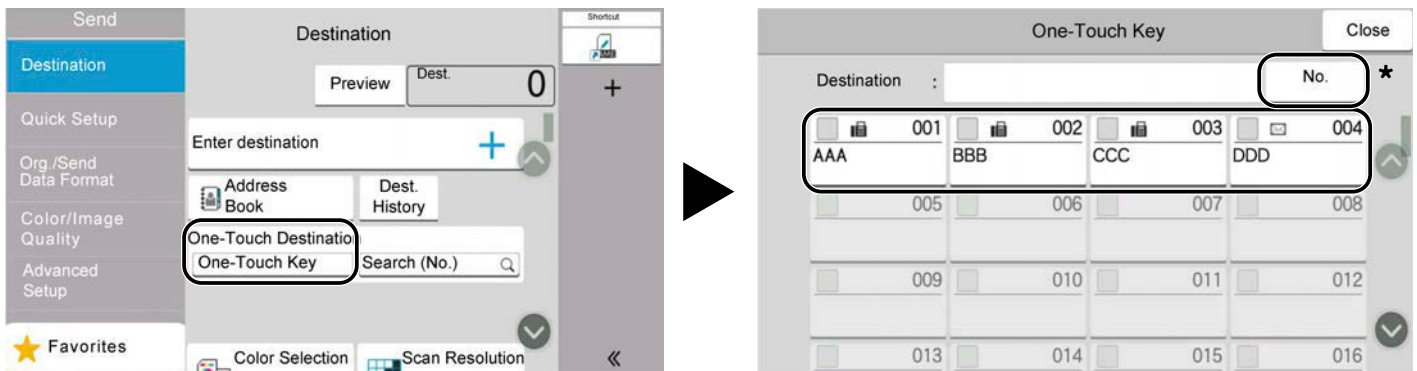 Send
Destination
Quick Setup
Org./Send
Data Format
Color/Image
Quality
Advanced
Setup
Favorites
Destination
Preview
Dest.
0
Enter destination
Address
Book
Dest.
History
One-Touch Destination
One-Touch Key
Search (No.)
Color Selection
Scan Resolution
Shortcut
+
«
One-Touch Key
Close
Destination :
No.
*
001 002 003 004
AAA BBB CCC DDD
005 006 007 008
009 010 011 012
013 014 015 016